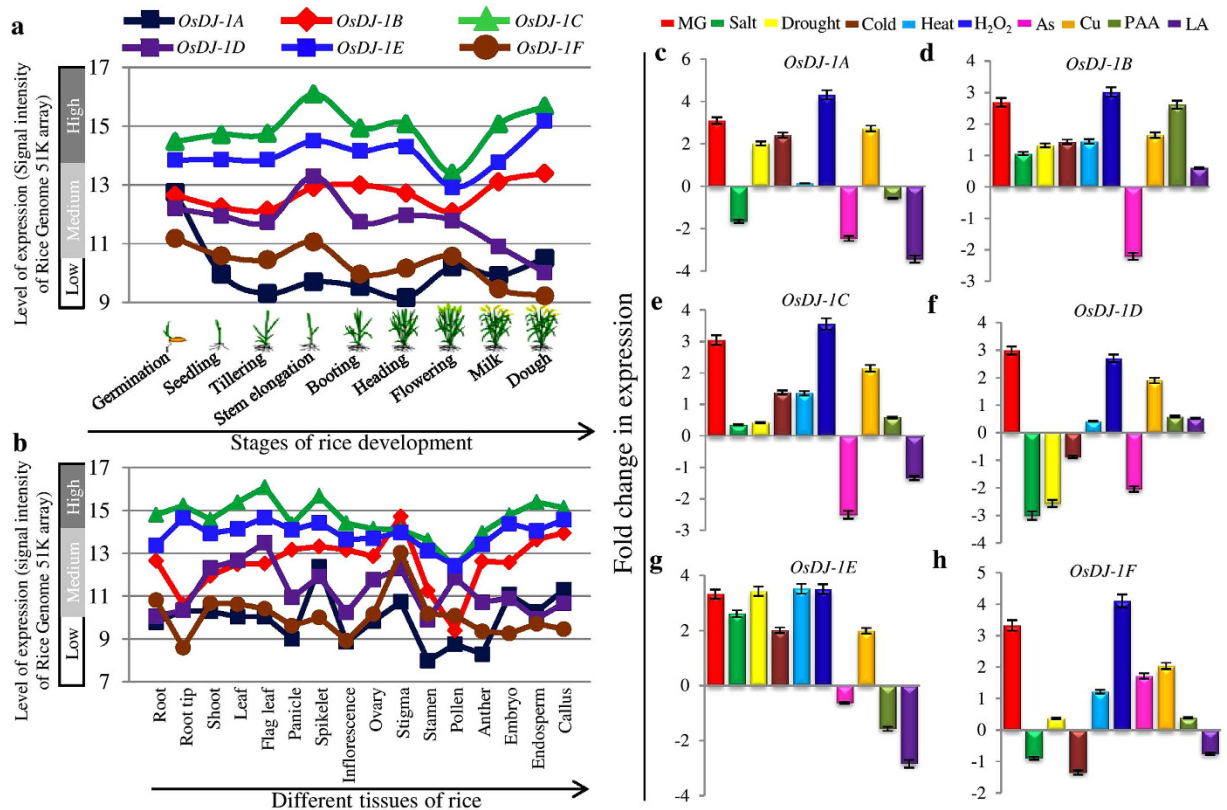 a
OsDJ-1A OsDJ-1B OsDJ-1C
OsDJ-1D OsDJ-1E OsDJ-1F
Level of expression (Signal intensity
of Rice Genome 51K array)
High
Medium
Low
17
15
13
11
9
Germination
Seedling
Tillering
Stem elongation
Booting
Heading
Flowering
Milk
Dough
Stages of rice development
b
Level of expression (signal intensity
of Rice Genome 51K array)
High
Medium
Low
17
15
13
11
9
7
Root
Root tip
Shoot
Leaf
Flag leaf
Panicle
Spikelet
Inflorescence
Ovary
Stigma
Stamen
Pollen
Anther
Embryo
Endosperm
Callus
Different tissues of rice
MG Salt Drought Cold Heat H₂O₂ As Cu PAA LA
Fold change in expression
c
OsDJ-1A
6
4
2
0
-2
-4
d
OsDJ-1B
4
3
2
1
0
-1
-2
-3
e
OsDJ-1C
4
3
2
1
0
-1
-2
-3
f
OsDJ-1D
4
3
2
1
0
-1
-2
-3
-4
g
OsDJ-1E
4
2
0
-2
-4
h
OsDJ-1F
5
4
3
2
1
0
-1
-2